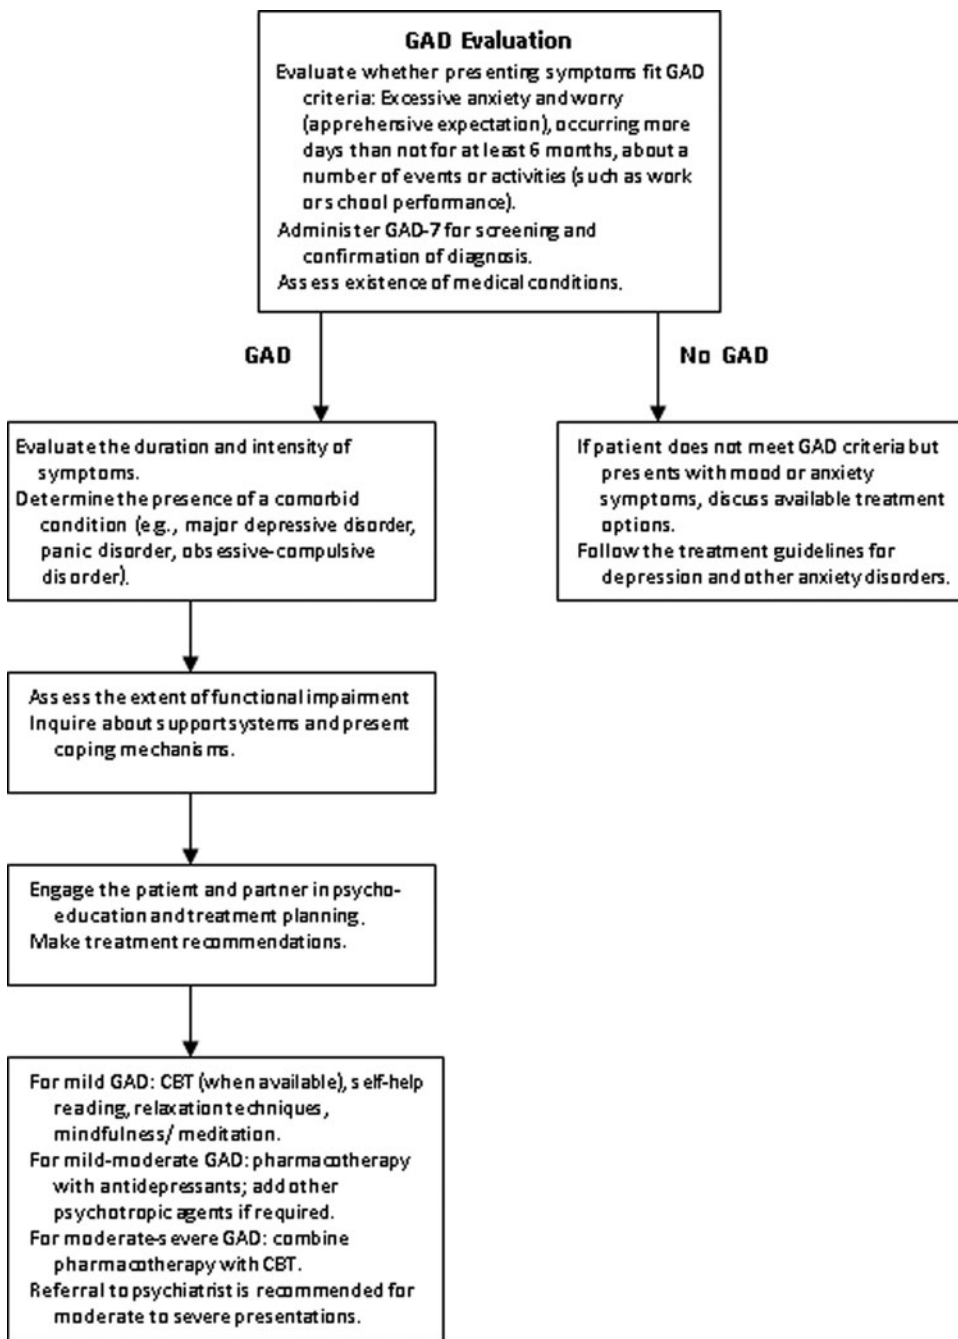 GAD Evaluation
Evaluate whether presenting symptoms fit GAD
criteria: Excessive anxiety and worry
(apprehensive expectation), occurring more
days than not for at least 6 months, about a
number of events or activities (such as work
or school performance).
Administer GAD-7 for screening and
confirmation of diagnosis.
Assess existence of medical conditions.
GAD
No GAD
Evaluate the duration and intensity of
symptoms.
Determine the presence of a comorbid
condition (e.g., major depressive disorder,
panic disorder, obsessive-compulsive
disorder).
If patient does not meet GAD criteria but
presents with mood or anxiety
symptoms, discuss available treatment
options.
Follow the treatment guidelines for
depression and other anxiety disorders.
Assess the extent of functional impairment
Inquire about support systems and present
coping mechanisms.
Engage the patient and partner in psycho-
education and treatment planning.
Make treatment recommendations.
For mild GAD: CBT (when available), self-help
reading, relaxation techniques,
mindfulness/ meditation.
For mild-moderate GAD: pharmacotherapy
with antidepressants; add other
psychotropic agents if required.
For moderate-severe GAD: combine
pharmacotherapy with CBT.
Referral to psychiatrist is recommended for
moderate to severe presentations.